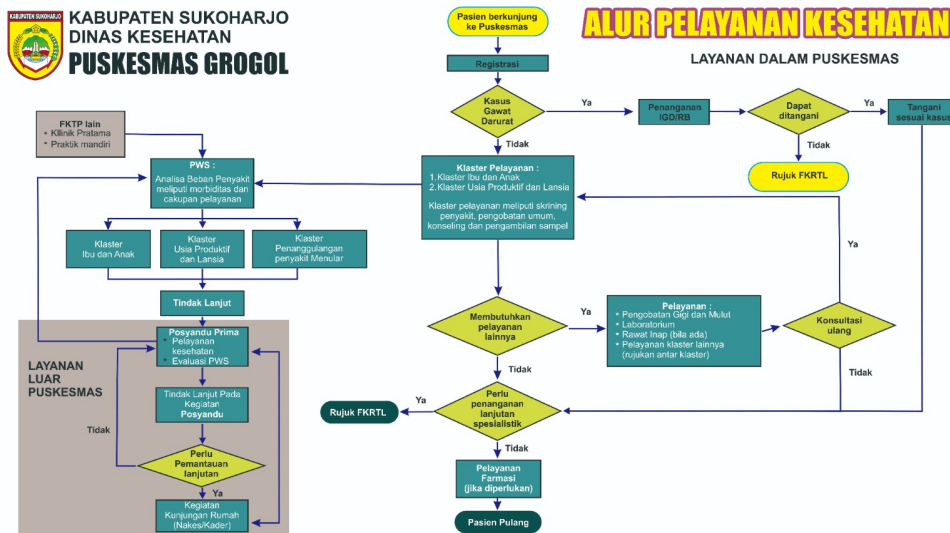 KABUPATEN SUKOHARJO
KABUPATEN SUKOHARJO
DINAS KESEHATAN
PUSKESMAS GROGOL
ALUR PELAYANAN KESEHATAN
LAYANAN DALAM PUSKESMAS
Pasien berkunjung
ke Puskesmas
Registrasi
Kasus
Gawat
Darurat
Ya
Penanganan
IGD/RB
Dapat
ditangani
Ya
Tangani
sesuai kasus
Tidak
Tidak
Rujuk FKRTL
FKTP lain
• Kllinik Pratama
• Praktik mandiri
PWS :
Analisa Beban Penyakit
meliputi morbiditas dan
cakupan pelayanan
Klaster Pelayanan :
1.Klaster Ibu dan Anak
2.Klaster Usia Produktif dan Lansia
Klaster pelayanan meliputi skrining
penyakit, pengobatan umum,
konseling dan pengambilan sampel
Klaster
Ibu dan Anak
Klaster
Usia Produktif
dan Lansia
Klaster
Penanggulangan
penyakit Menular
Ya
Tindak Lanjut
Membutuhkan
pelayanan
lainnya
Ya
Pelayanan :
• Pengobatan Gigi dan Mulut
• Laboratorium
• Rawat Inap (bila ada)
• Pelayanan klaster lainnya
(rujukan antar klaster)
Konsultasi
ulang
Tidak
Tidak
LAYANAN
LUAR
PUSKESMAS
Posyandu Prima
• Pelayanan
kesehatan
• Evaluasi PWS
Tindak Lanjut Pada
Kegiatan
Posyandu
Tidak
Perlu
Pemantauan
lanjutan
Ya
Kegiatan
Kunjungan Rumah
(Nakes/Kader)
Rujuk FKRTL
Ya
Perlu
penanganan
lanjutan
spesialistik
Tidak
Pelayanan
Farmasi
(jika diperlukan)
Pasien Pulang